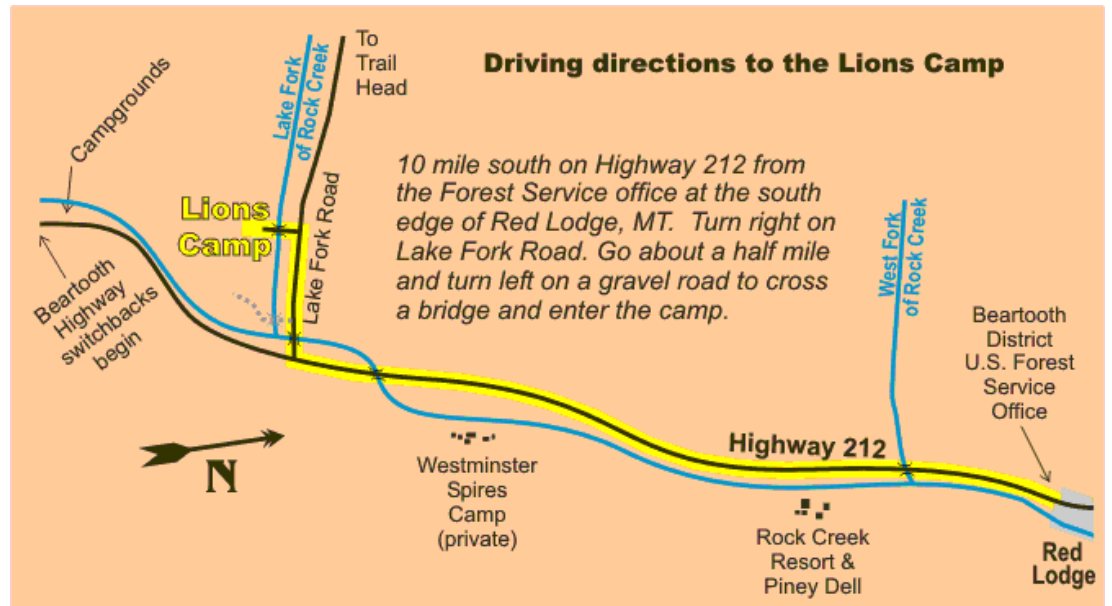 Driving directions to the Lions Camp
To
Trail
Head
Lake Fork
of Rock Creek
Campgrounds
10 mile south on Highway 212 from
the Forest Service office at the south
edge of Red Lodge, MT.  Turn right on
Lake Fork Road. Go about a half mile
and turn left on a gravel road to cross
a bridge and enter the camp.
Lions
Camp
Lake Fork Road
West Fork
of Rock Creek
Beartooth
Highway
switchbacks
begin
Beartooth
District
U.S. Forest
Service
Office
N
Highway 212
Westminster
Spires
Camp
(private)
Rock Creek
Resort &
Piney Dell
Red
Lodge